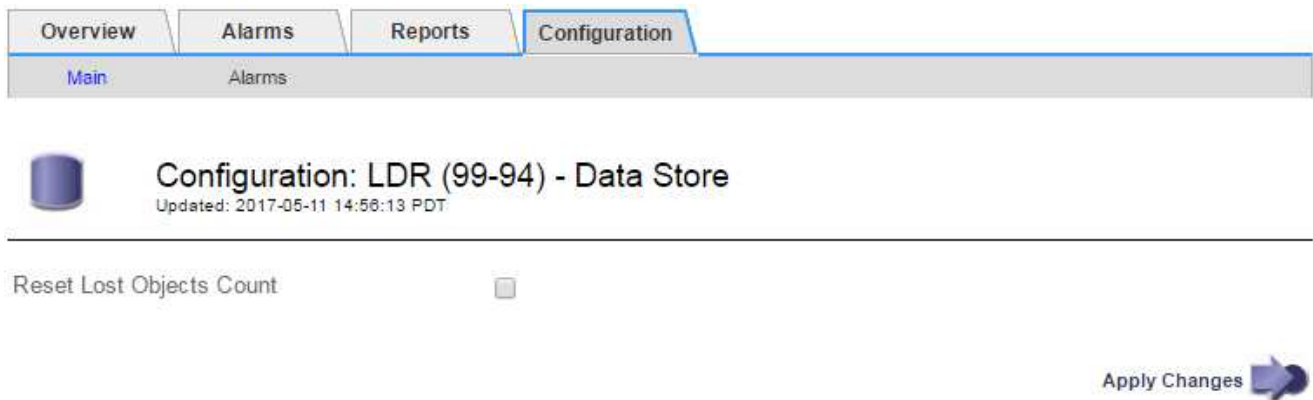 Overview Alarms Reports Configuration
Main Alarms
Configuration: LDR (99-94) - Data Store
Updated: 2017-05-11 14:56:13 PDT
Reset Lost Objects Count
Apply Changes